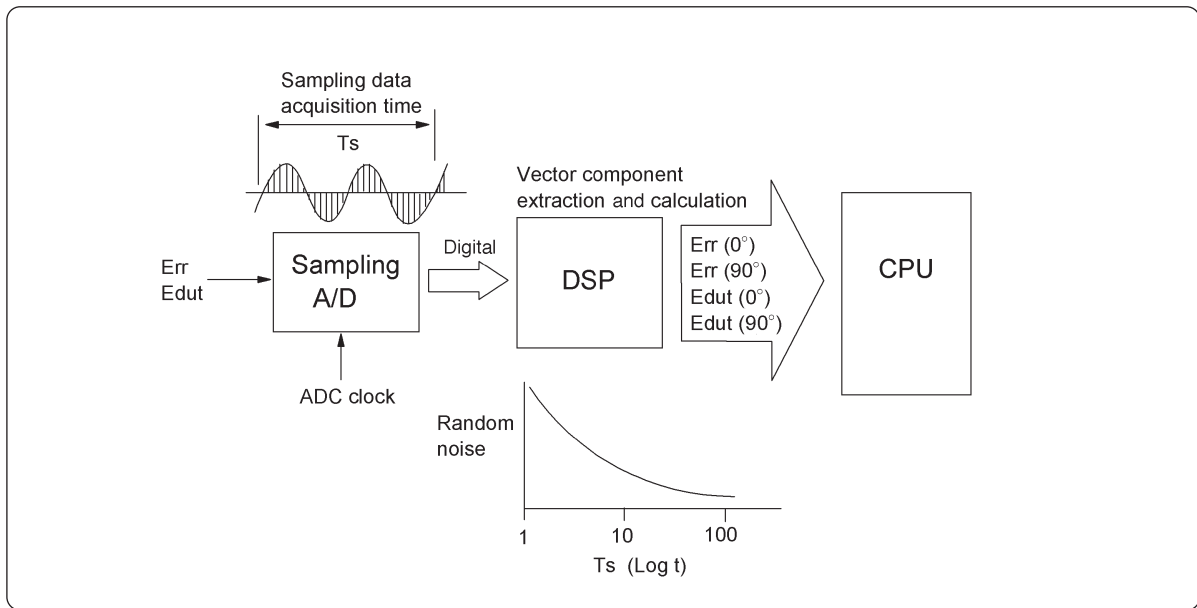 Sampling data
acquisition time
Ts
Vector component
extraction and calculation
Err
Edut
Sampling
A/D
Digital
DSP
Err (0°)
Err (90°)
Edut (0°)
Edut (90°)
CPU
ADC clock
Random
noise
1
10
100
Ts (Log t)